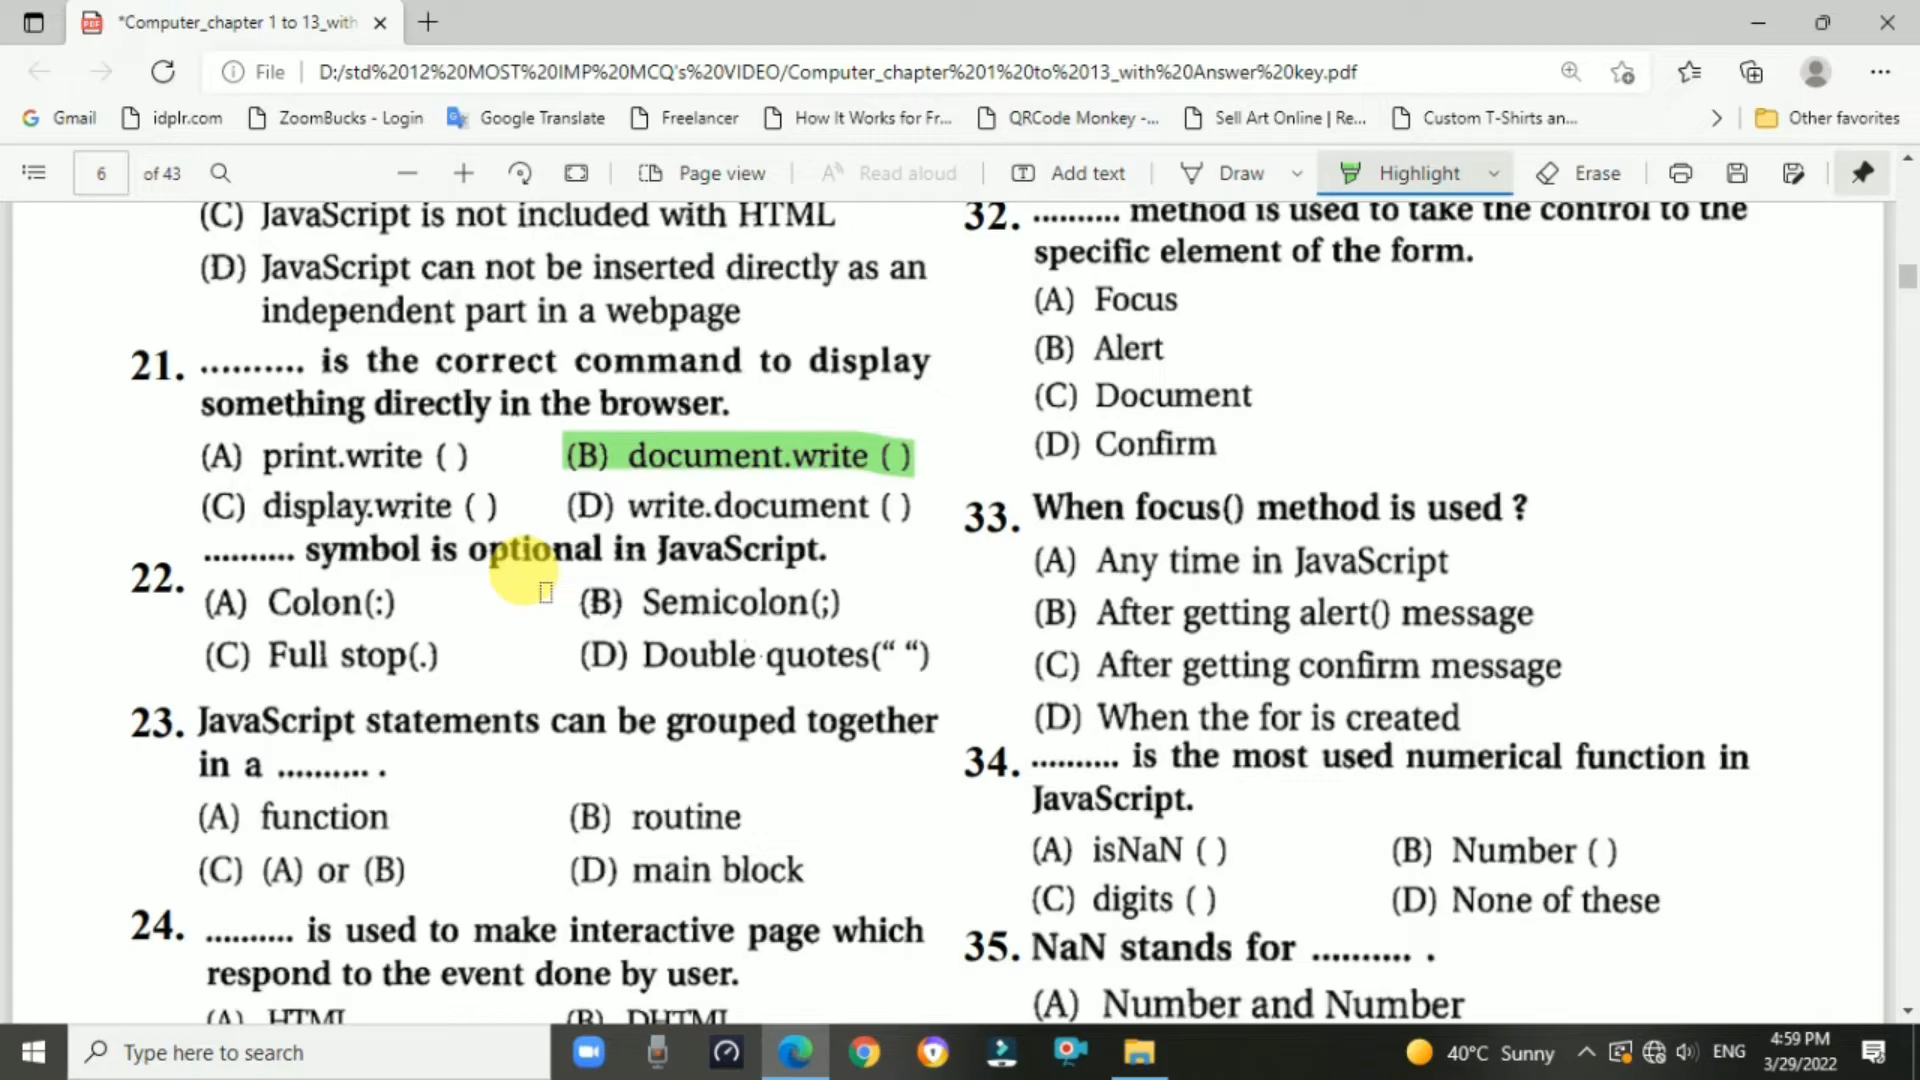 *Computer_chapter 1 to 13_with
File
D:/std%2012%20MOST%20IMP%20MCQ's%20VIDEO/Computer_chapter%201%20to%2013_with%20Answer%20key.pdf
Gmail
idplr.com
ZoomBucks - Login
Google Translate
Freelancer
How It Works for Fr...
QRCode Monkey -...
Sell Art Online | Re...
Custom T-Shirts an...
Other favorites
6 of 43
Page view
Read aloud
Add text
Draw
Highlight
Erase
(C) JavaScript is not included with HTML
(D) JavaScript can not be inserted directly as an
independent part in a webpage
21. .......... is the correct command to display
something directly in the browser.
(A) print.write ( ) (B) document.write ( )
(C) display.write ( ) (D) write.document ( )
22. .......... symbol is optional in JavaScript.
(A) Colon(:) (B) Semicolon(;)
(C) Full stop(.) (D) Double quotes(“ “)
23. JavaScript statements can be grouped together
in a .......... .
(A) function (B) routine
(C) (A) or (B) (D) main block
24. .......... is used to make interactive page which
respond to the event done by user.
(A) HTML (B) DHTML
32. .......... method is used to take the control to the
specific element of the form.
(A) Focus
(B) Alert
(C) Document
(D) Confirm
33. When focus() method is used ?
(A) Any time in JavaScript
(B) After getting alert() message
(C) After getting confirm message
(D) When the for is created
34. .......... is the most used numerical function in
JavaScript.
(A) isNaN ( ) (B) Number ( )
(C) digits ( ) (D) None of these
35. NaN stands for .......... .
(A) Number and Number
Type here to search
40°C Sunny
ENG
4:59 PM
3/29/2022